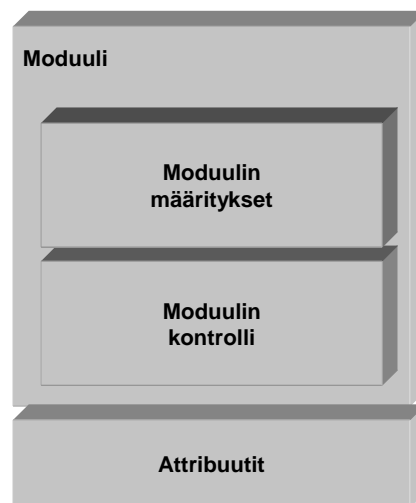 Moduuli
Moduulin
määritykset
Moduulin
kontrolli
Attribuutit